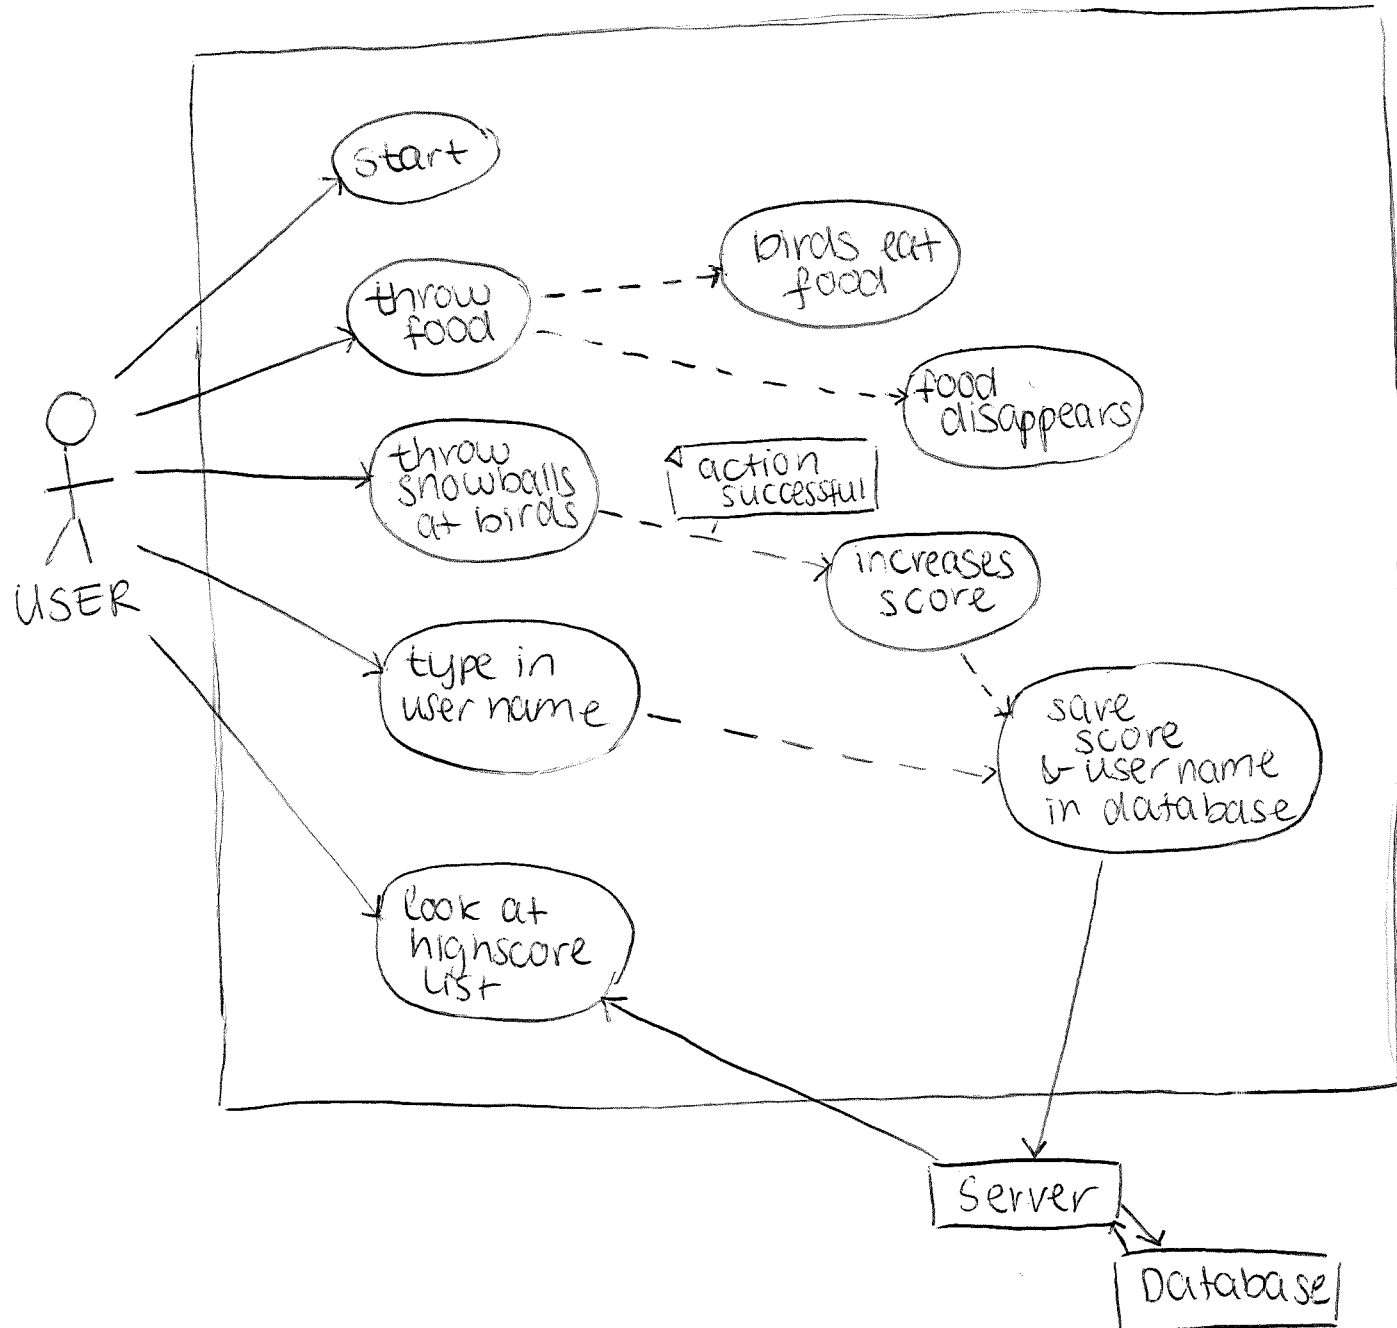 start
birds eat
food
throw
food
food
disappears
throw
snowballs
at birds
action
successful
increases
score
USER
type in
user name
save
score
& user name
in database
look at
highscore
list
Server
Database